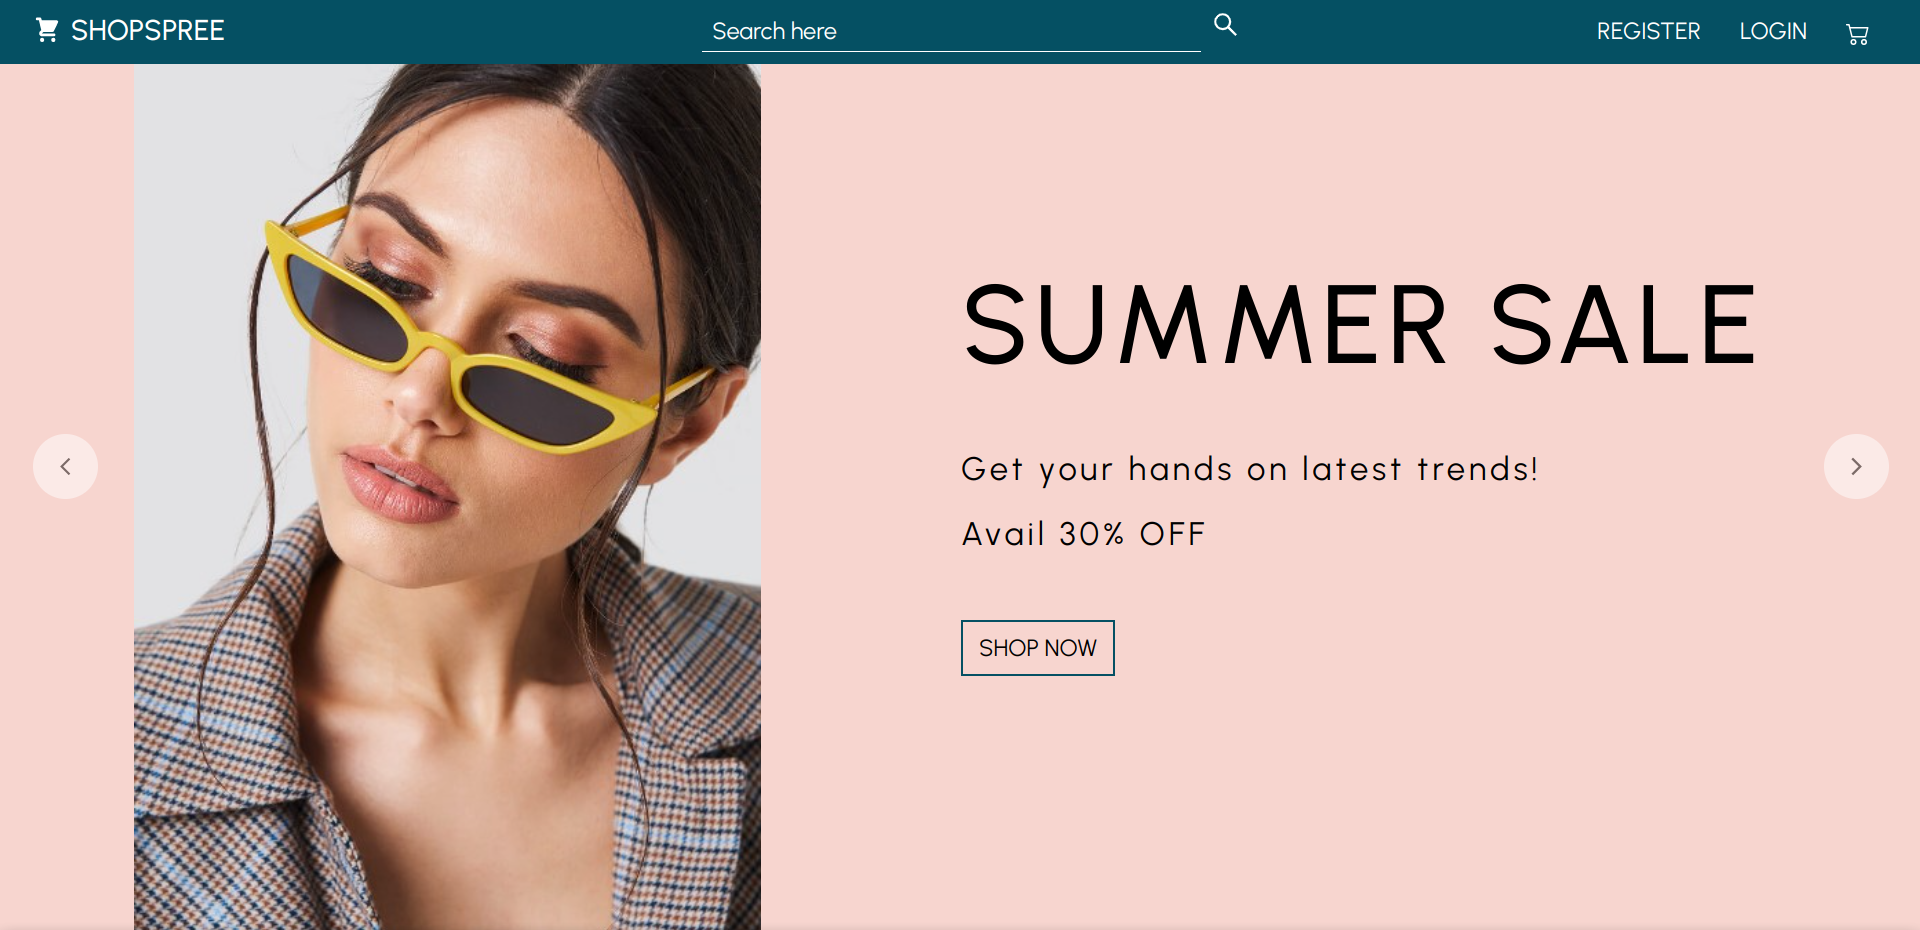 SHOPSPREE
Search here
REGISTER
LOGIN
SUMMER SALE
Get your hands on latest trends!
Avail 30% OFF
SHOP NOW